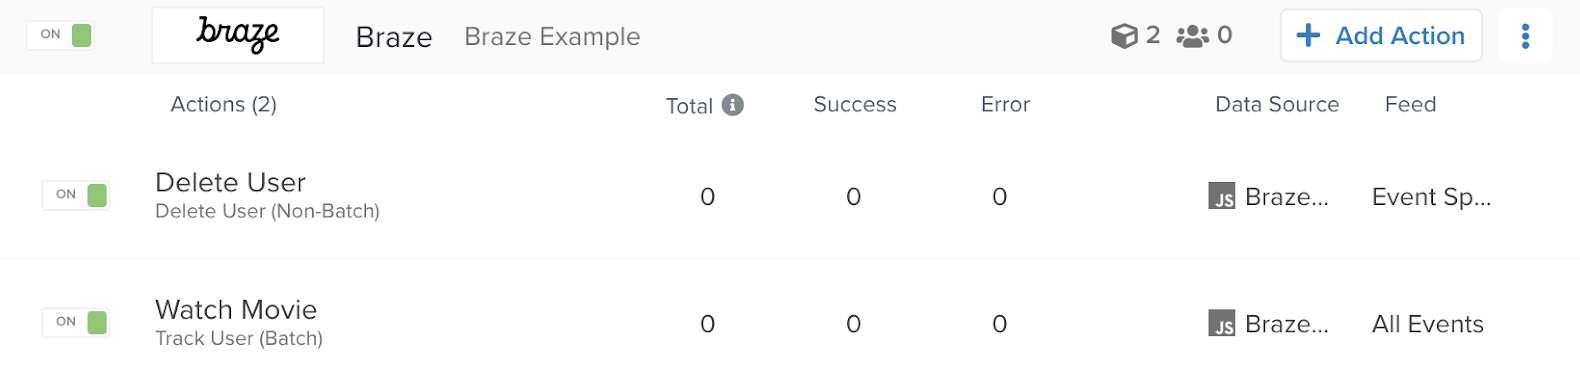 ON braze Braze Braze Example 2 0 + Add Action
Actions (2) Total i Success Error Data Source Feed
ON Delete User 0 0 0 JS Braze... Event Sp...
Delete User (Non-Batch)
ON Watch Movie 0 0 0 JS Braze... All Events
Track User (Batch)